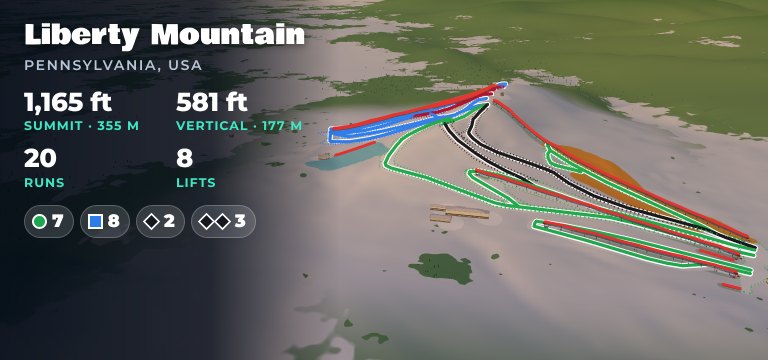 Liberty Mountain
PENNSYLVANIA, USA
1,165 ft 581 ft
SUMMIT · 355 M VERTICAL · 177 M
20 8
RUNS LIFTS
7 8 2 3